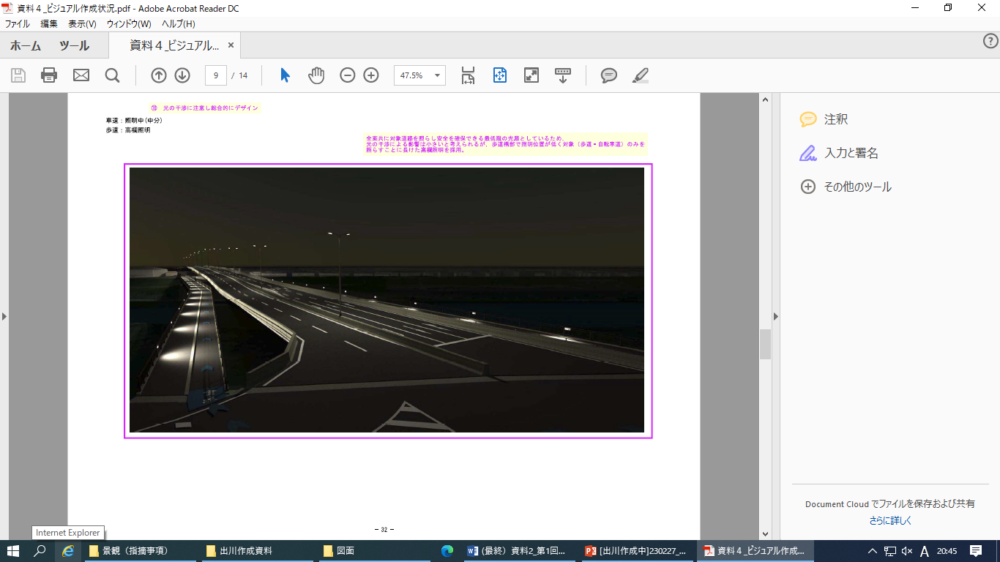 資料４_ビジュアル作成状況.pdf - Adobe Acrobat Reader DC
ファイル 編集 表示(V) ウィンドウ(W) ヘルプ(H)
ホーム ツール 資料４_ビジュアル... ×
9 / 14 47.5%
⑩ 光の干渉に注意し総合的にデザイン
車道：照明中(中分)
歩道：高欄照明
全案共に対象道路を照らし安全を確保できる最低限の光源としているため、
光の干渉による影響は小さいと考えられるが、歩道橋部で照明位置が低く対象（歩道・自転車道）のみを
照らすことに長けた高欄照明を採用。
－ 32 －
注釈
入力と署名
その他のツール
Document Cloud でファイルを保存および共有
さらに詳しく
Internet Explorer
景観（指摘事項） 出川作成資料 図面 (最終）資料2_第1回... [出川作成中]230227_... 資料４_ビジュアル作成... A 20:45